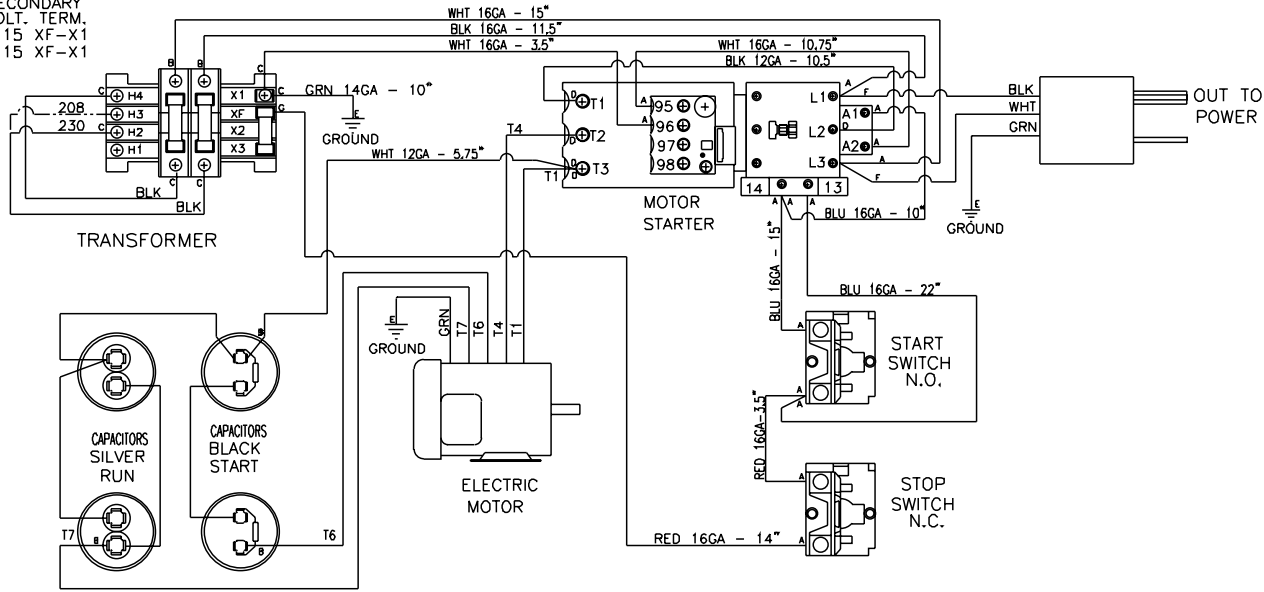 SECONDARY
VOLT. TERM.
115 XF-X1
115 XF-X1
WHT 16GA - 15"
BLK 16GA - 11.5"
WHT 16GA - 3.5"
WHT 16GA - 10.75"
BLK 12GA - 10.5"
B
B
C
C
H4
X1
C
GRN 14GA - 10"
208
H3
XF
G
230
C
H2
X2
H1
X3
C
C
BLK
BLK
TRANSFORMER
E
GROUND
WHT 12GA - 5.75"
T4
D
T1
D
T2
D
D
T3
T1
A
95
A
96
97
98
MOTOR
STARTER
L1
L2
L3
A
F
A1
A
D
A2
A
A
F
14
13
A
A
A
BLU 16GA - 10"
BLK
WHT
GRN
E
GROUND
OUT TO
POWER
BLU 16GA - 15"
BLU 16GA - 22"
A
START
SWITCH
N.O.
A
A
RED 16GA-3.5"
A
STOP
SWITCH
N.C.
A
RED 16GA - 14"
E
GROUND
GRN
T7
T6
T4
T1
ELECTRIC
MOTOR
CAPACITORS
SILVER
RUN
CAPACITORS
BLACK
START
T7
B
B
T6